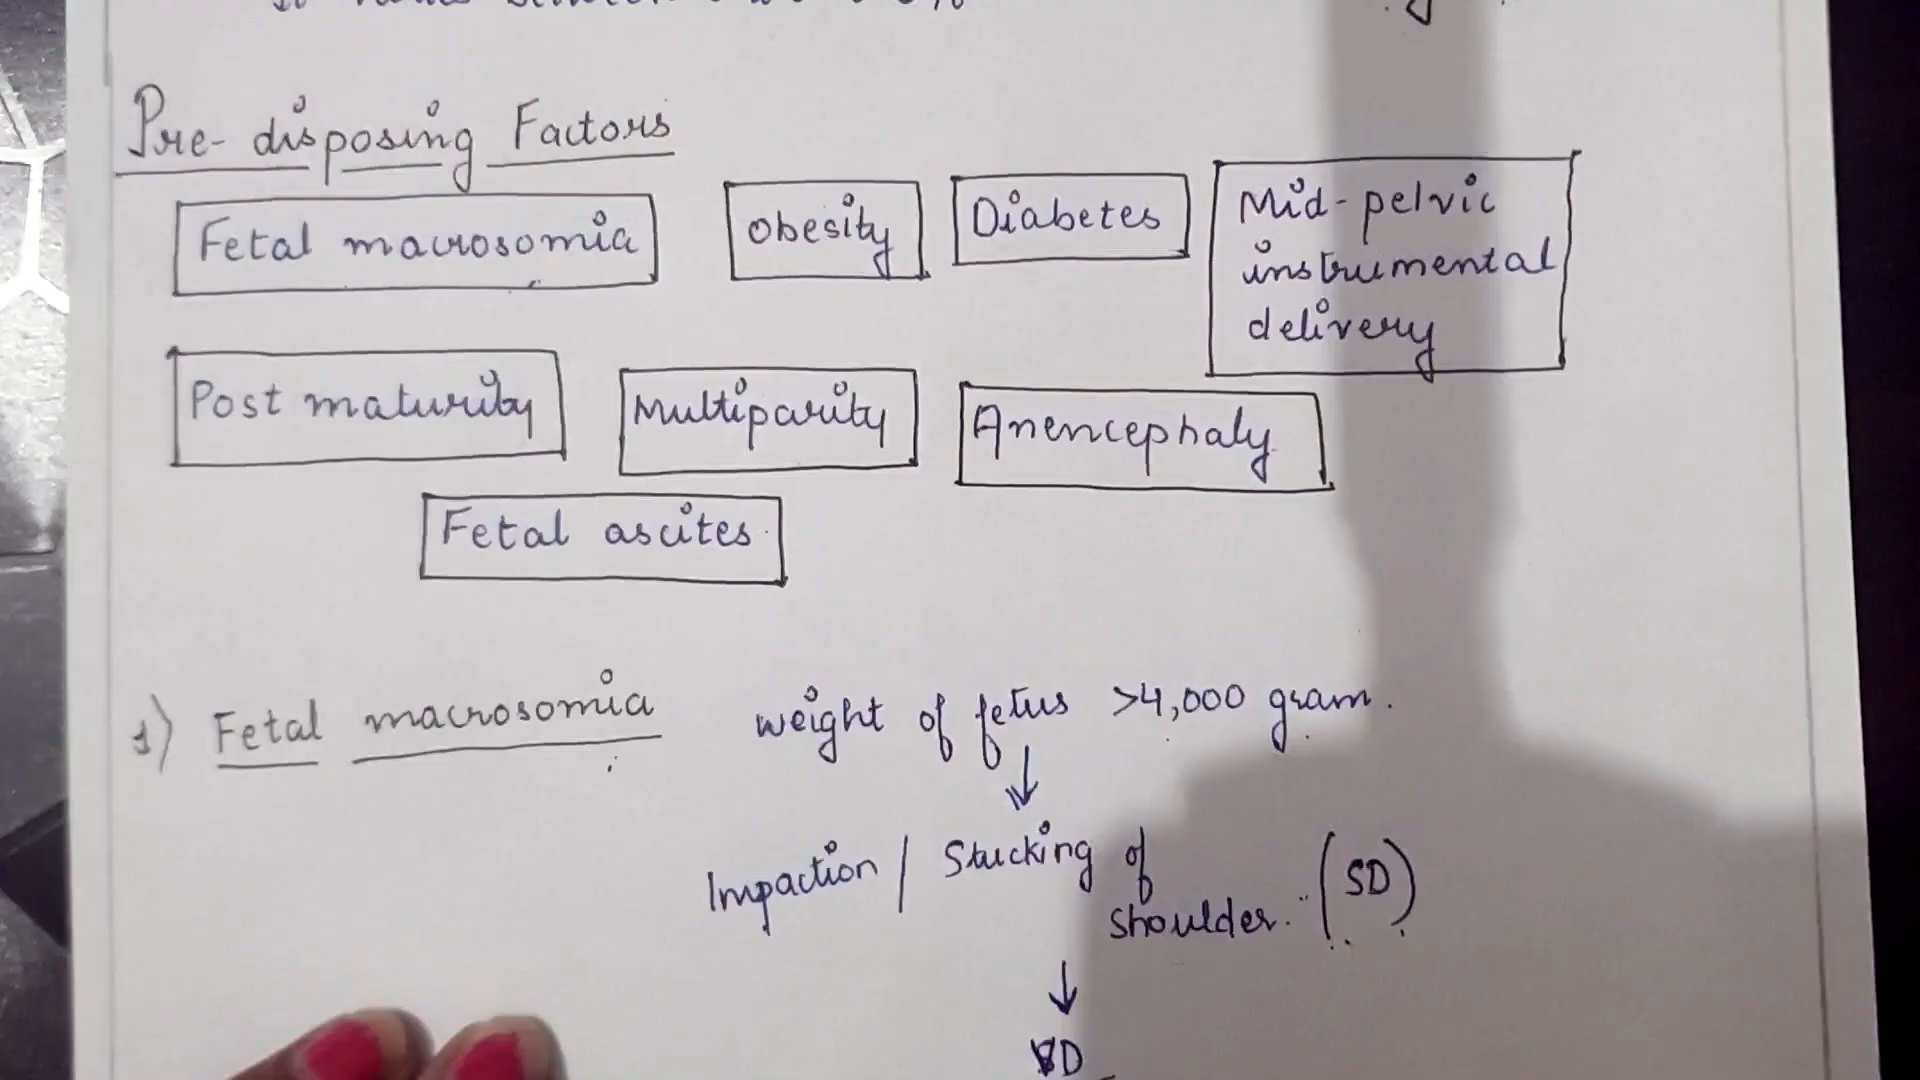 Pre-disposing Factors
Fetal macrosomia
Obesity
Diabetes
Mid-pelvic
instrumental
delivery
Post maturity
Multiparity
Anencephaly
Fetal ascites
1) Fetal macrosomia weight of fetus >4,000 gram.
Impaction / Stucking of
shoulder. (SD)